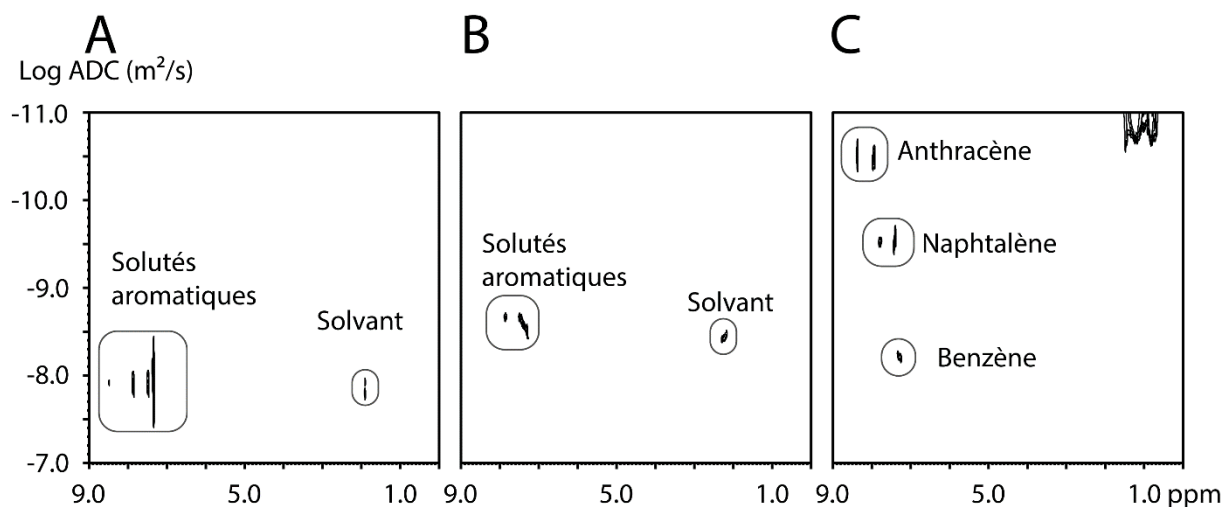 A
B
C
Log ADC (m²/s)
-11.0
-10.0
-9.0
-8.0
-7.0
Solutés
aromatiques
Solvant
Solutés
aromatiques
Solvant
Anthracène
Naphtalène
Benzène
9.0 5.0 1.0
9.0 5.0 1.0
9.0 5.0 1.0 ppm